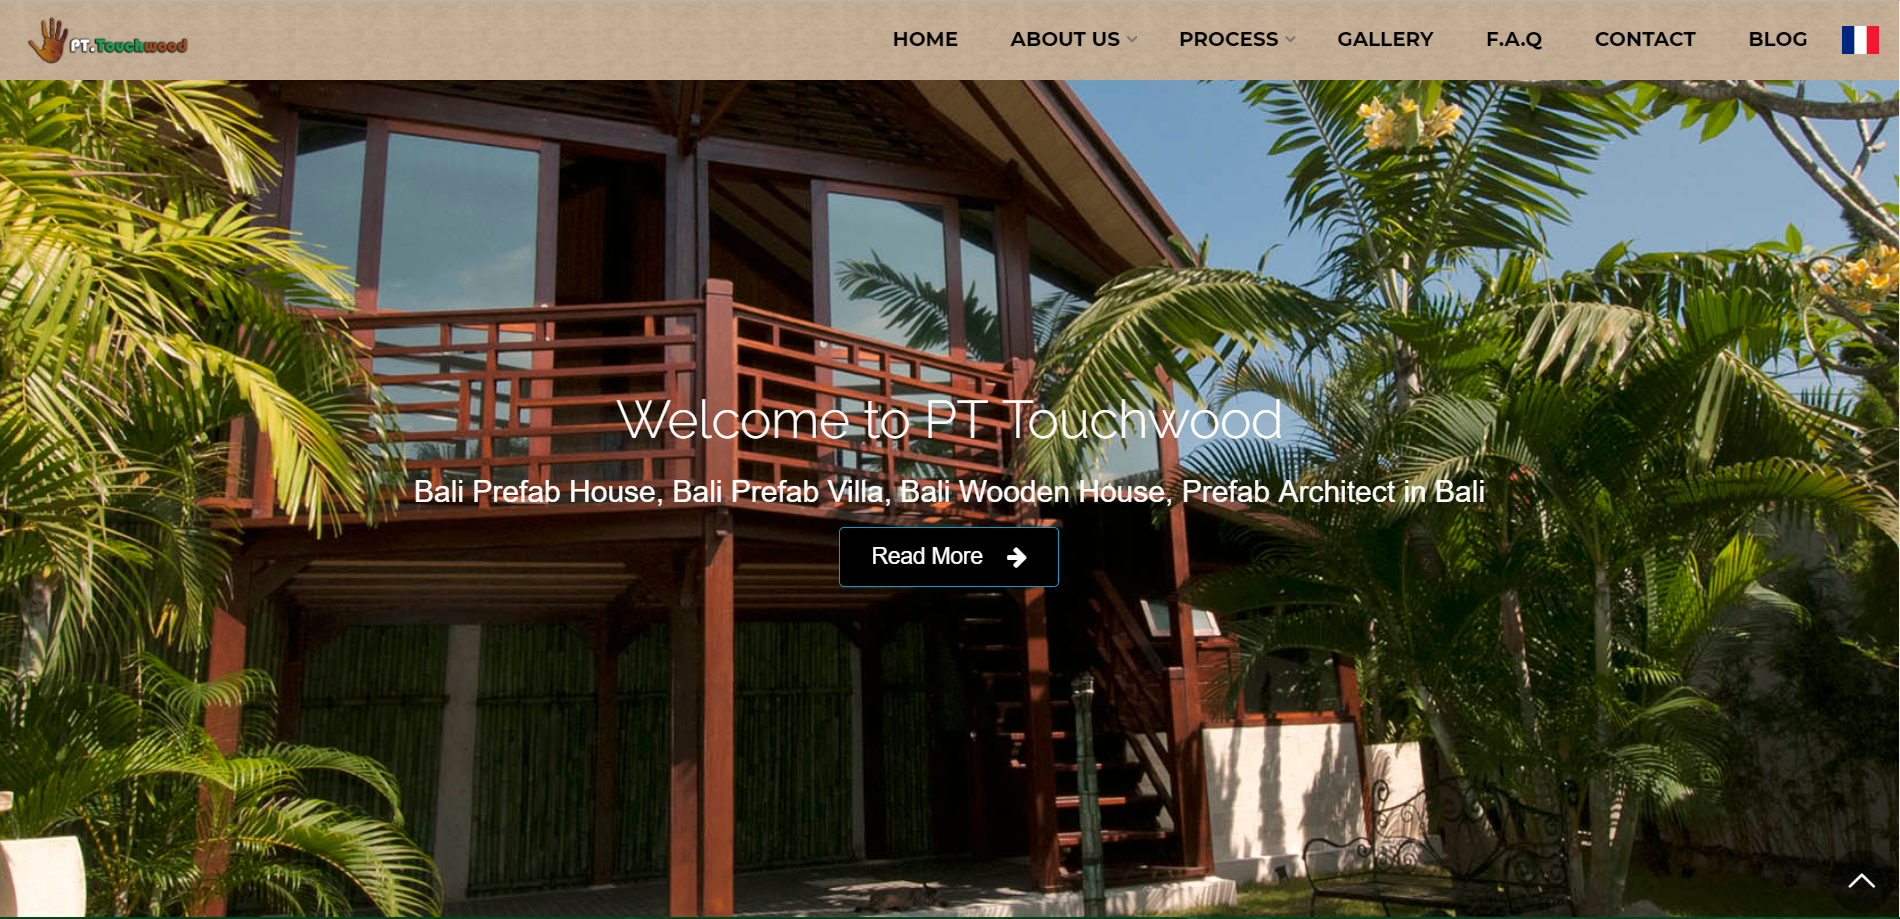 PT.Touchwood
HOME ABOUT US PROCESS GALLERY F.A.Q CONTACT BLOG
Welcome to PT Touchwood
Bali Prefab House, Bali Prefab Villa, Bali Wooden House, Prefab Architect in Bali
Read More